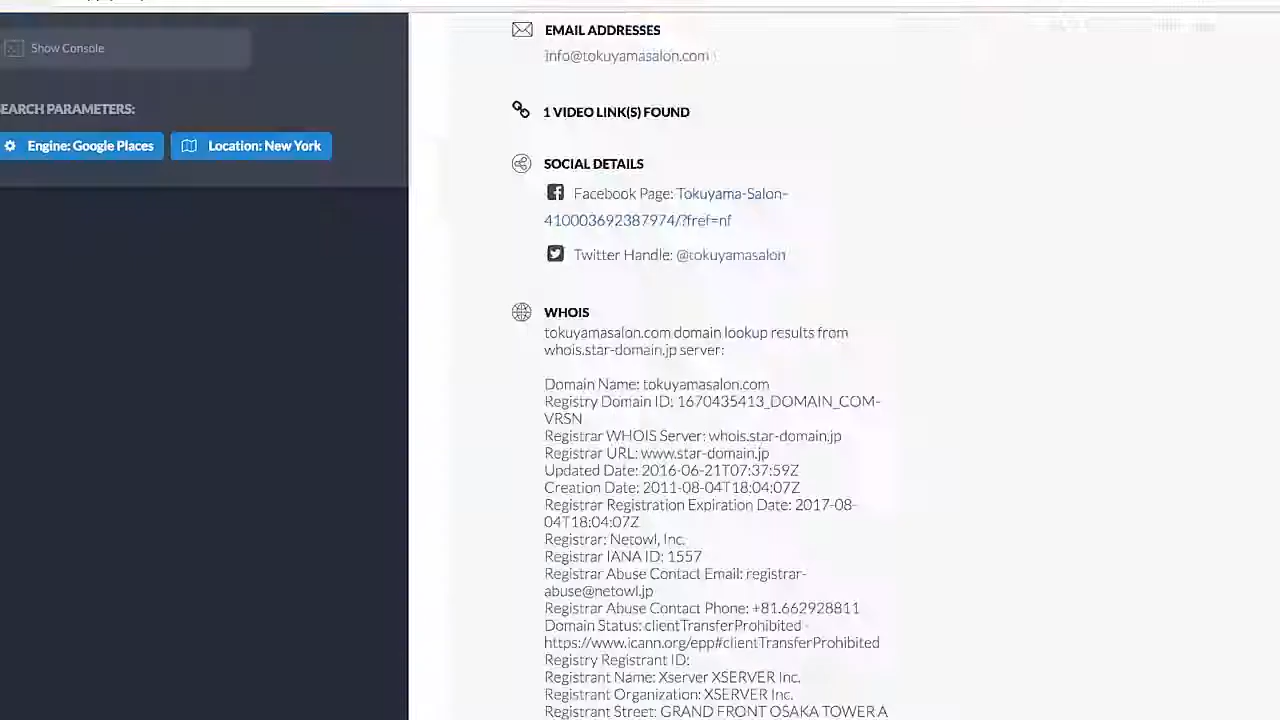 Show Console
SEARCH PARAMETERS:
Engine: Google Places
Location: New York
EMAIL ADDRESSES
info@tokuyamasalon.com
1 VIDEO LINK(S) FOUND
SOCIAL DETAILS
Facebook Page: Tokuyama-Salon-
410003692387974/?fref=nf
Twitter Handle: @tokuyamasalon
WHOIS
tokuyamasalon.com domain lookup results from
whois.star-domain.jp server:
Domain Name: tokuyamasalon.com
Registry Domain ID: 1670435413_DOMAIN_COM-
VRSN
Registrar WHOIS Server: whois.star-domain.jp
Registrar URL: www.star-domain.jp
Updated Date: 2016-06-21T07:37:59Z
Creation Date: 2011-08-04T18:04:07Z
Registrar Registration Expiration Date: 2017-08-
04T18:04:07Z
Registrar: Netowl, Inc.
Registrar IANA ID: 1557
Registrar Abuse Contact Email: registrar-
abuse@netowl.jp
Registrar Abuse Contact Phone: +81.662928811
Domain Status: clientTransferProhibited -
https://www.icann.org/epp#clientTransferProhibited
Registry Registrant ID:
Registrant Name: Xserver XSERVER Inc.
Registrant Organization: XSERVER Inc.
Registrant Street: GRAND FRONT OSAKA TOWER A